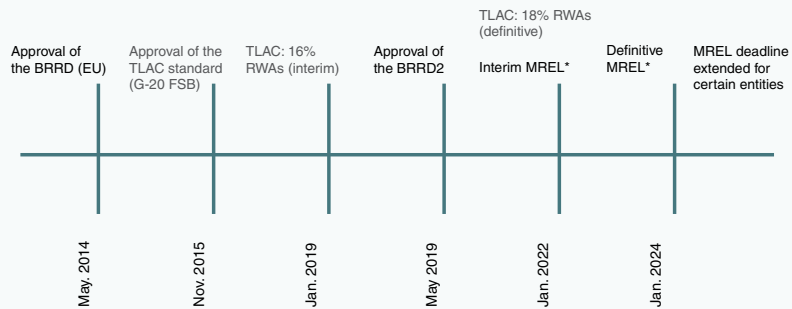 Approval of
the BRRD (EU)
Approval of the
TLAC standard
(G-20 FSB)
TLAC: 16%
RWAs (interim)
Approval of
the BRRD2
TLAC: 18% RWAs
(definitive)
Interim MREL*
Definitive
MREL*
MREL deadline
extended for
certain entities
May. 2014
Nov. 2015
Jan. 2019
May 2019
Jan. 2022
Jan. 2024